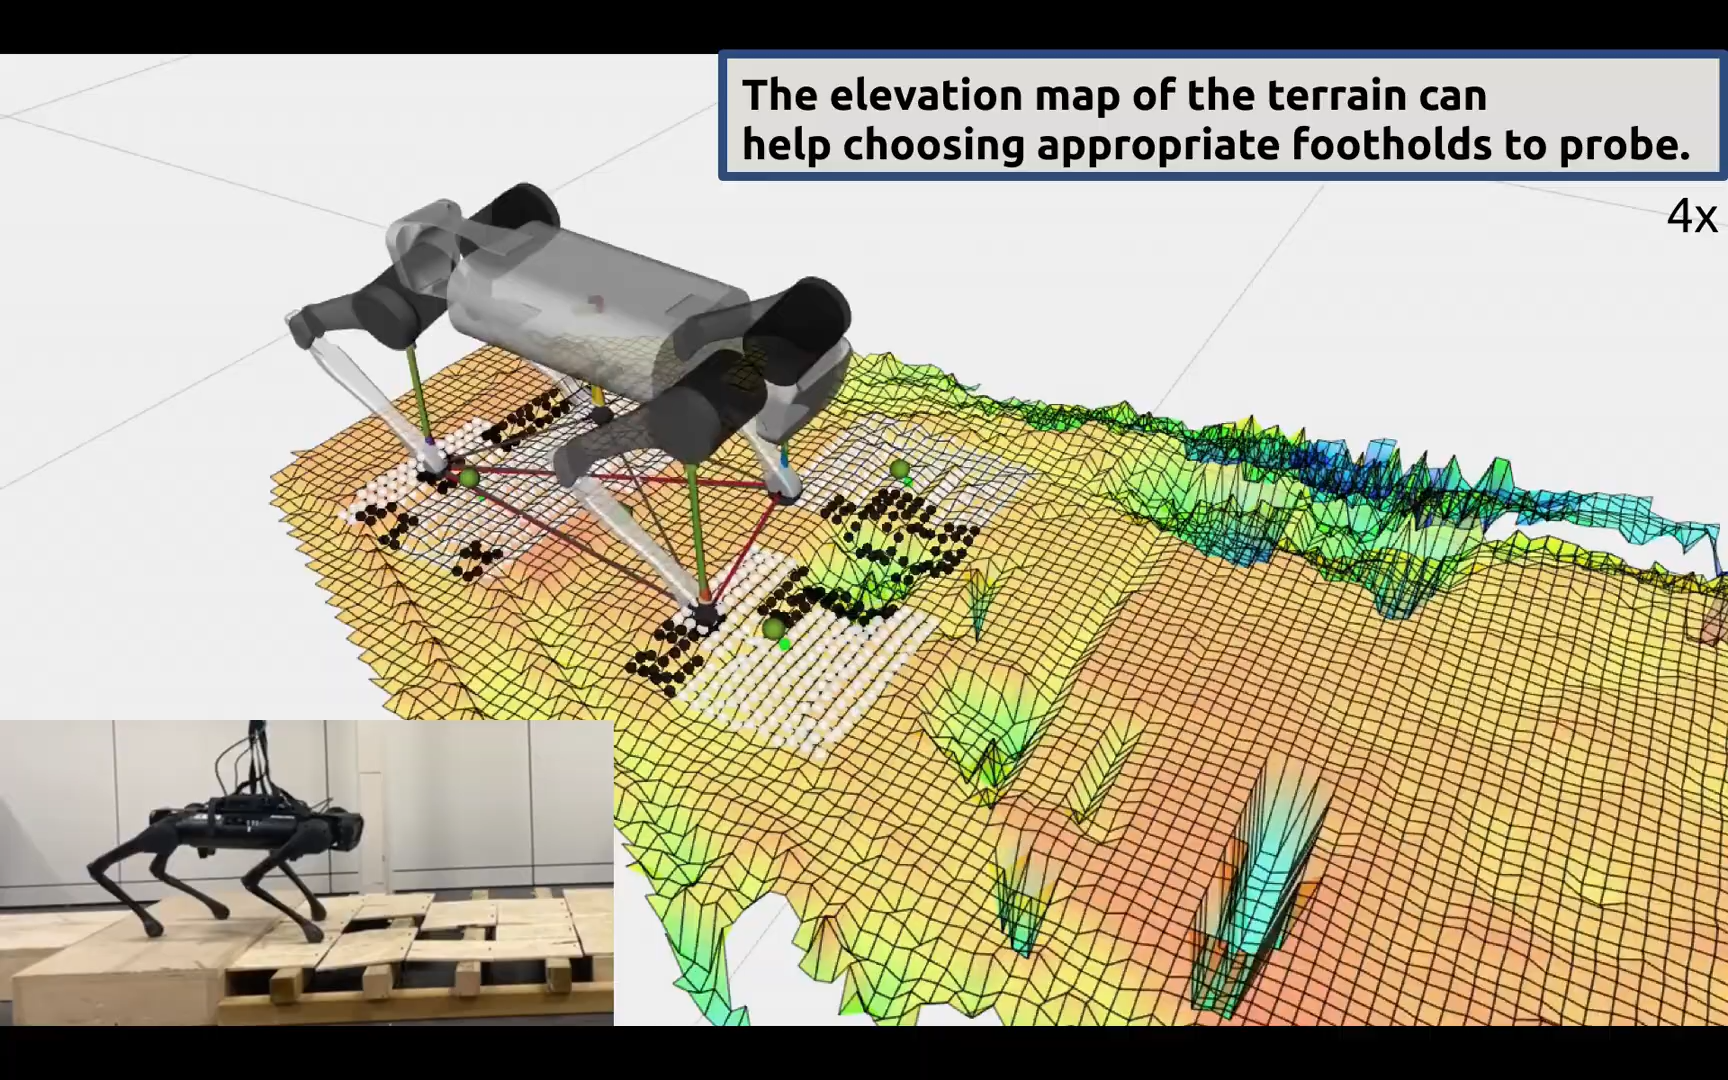 The elevation map of the terrain can
help choosing appropriate footholds to probe.
4x